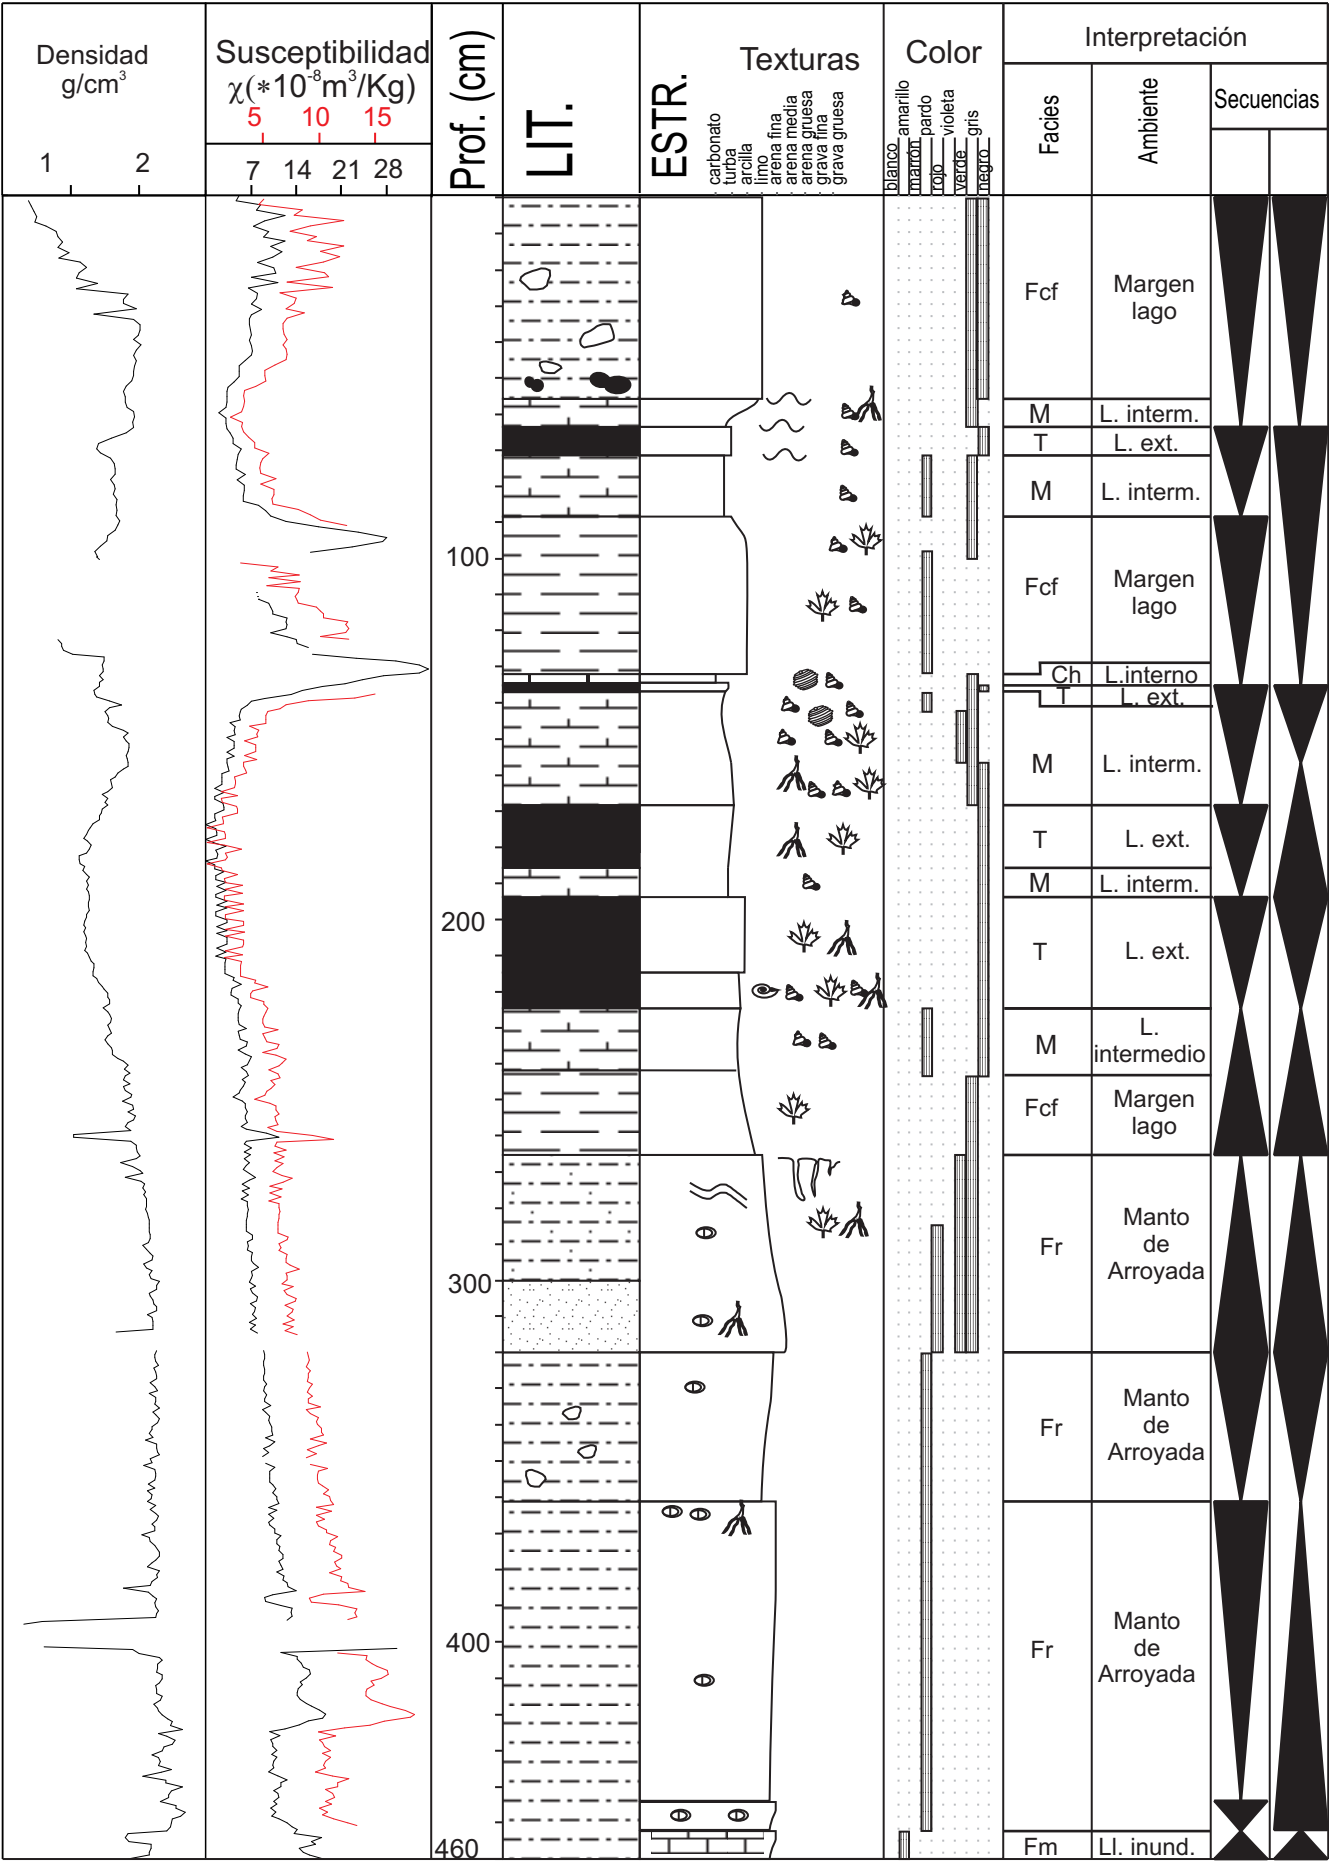 Densidad
g/cm³
1 2
Susceptibilidad
χ(*10⁻⁸m³/Kg)
5 10 15
7 14 21 28
Prof. (cm)
LIT.
ESTR.
Texturas
carbonato
turba
arcilla
limo
arena fina
arena media
arena gruesa
grava fina
grava gruesa
Color
blanco
amarillo
marrón
pardo
rojo
violeta
verde
gris
negro
Interpretación
Facies
Ambiente
Secuencias
Fcf
Margen
lago
M L. interm.
T L. ext.
M L. interm.
100
Fcf
Margen
lago
Ch L.interno
T L. ext.
M L. interm.
T L. ext.
M L. interm.
200
T L. ext.
M
L.
intermedio
Fcf
Margen
lago
Fr
Manto
de
Arroyada
300
Fr
Manto
de
Arroyada
400
Fr
Manto
de
Arroyada
460
Fm Ll. inund.